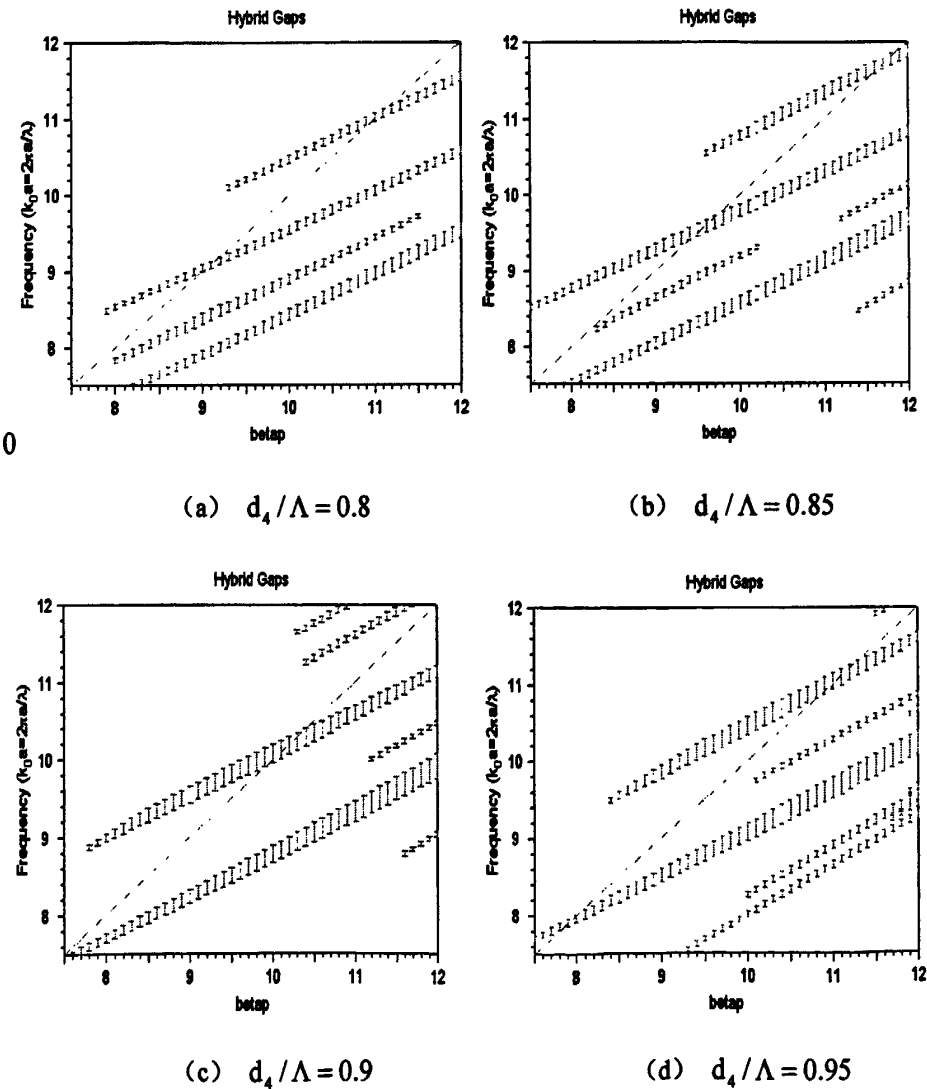 Hybrid Gaps
Frequency (k₀a=2πa/λ)
12
11
10
9
8
8 9 10 11 12
betap
(a) d₄/Λ=0.8
Hybrid Gaps
Frequency (k₀a=2πa/λ)
12
11
10
9
8
8 9 10 11 12
betap
(b) d₄/Λ=0.85
0
Hybrid Gaps
Frequency (k₀a=2πa/λ)
12
11
10
9
8
8 9 10 11 12
betap
(c) d₄/Λ=0.9
Hybrid Gaps
Frequency (k₀a=2πa/λ)
12
11
10
9
8
8 9 10 11 12
betap
(d) d₄/Λ=0.95